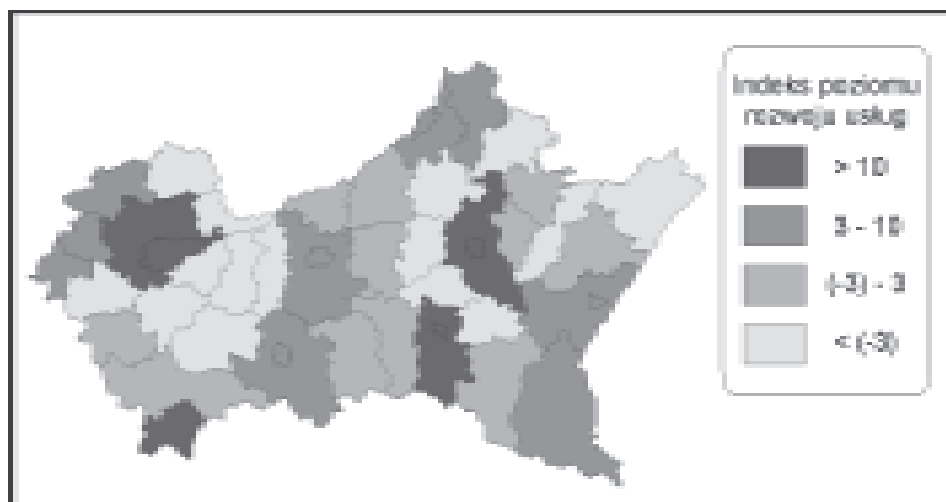 Indeks poziomu
rozwoju usług
> 10
3 - 10
(-3) - 3
< (-3)